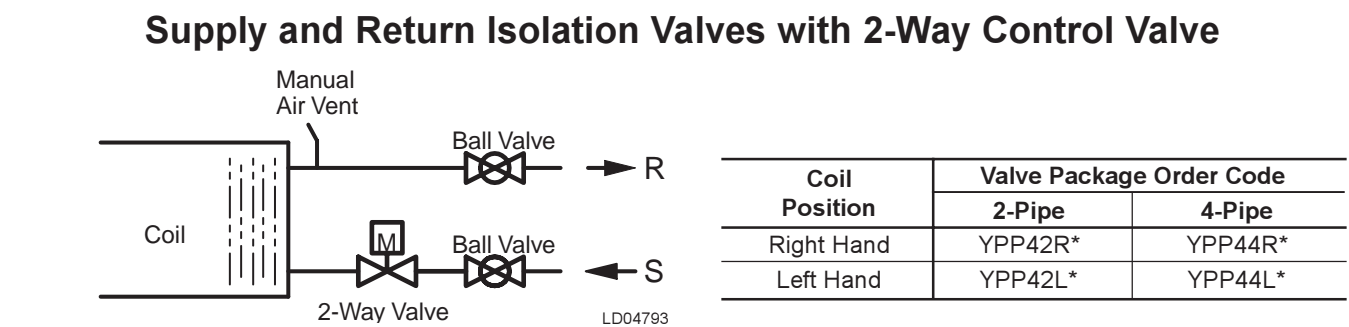 Supply and Return Isolation Valves with 2-Way Control Valve
Manual
Air Vent
Ball Valve
R
Coil
M
Ball Valve
S
2-Way Valve
LD04793
Coil Position | Valve Package Order Code
2-Pipe | 4-Pipe
Right Hand | YPP42R* | YPP44R*
Left Hand | YPP42L* | YPP44L*